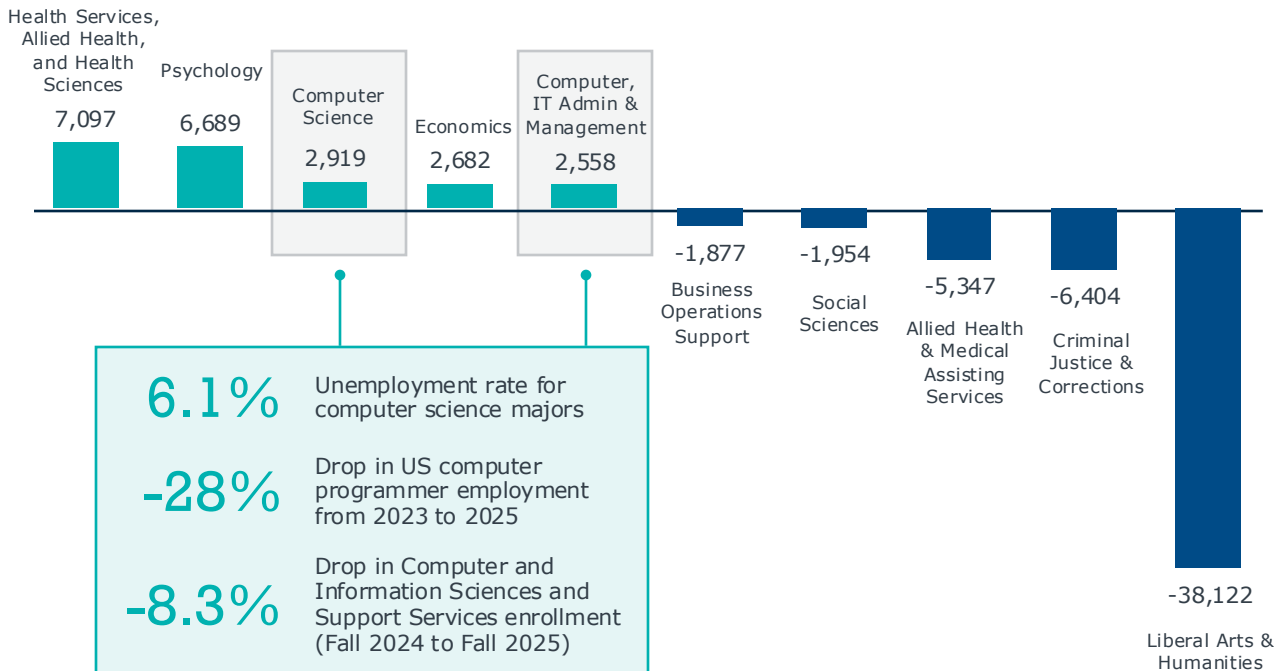 Health Services,
Allied Health,
and Health
Sciences
7,097
Psychology
6,689
Computer
Science
2,919
Economics
2,682
Computer,
IT Admin &
Management
2,558
-1,877
Business
Operations
Support
-1,954
Social
Sciences
-5,347
Allied Health
& Medical
Assisting
Services
-6,404
Criminal
Justice &
Corrections
-38,122
Liberal Arts &
Humanities
6.1%
Unemployment rate for
computer science majors
-28%
Drop in US computer
programmer employment
from 2023 to 2025
-8.3%
Drop in Computer and
Information Sciences and
Support Services enrollment
(Fall 2024 to Fall 2025)